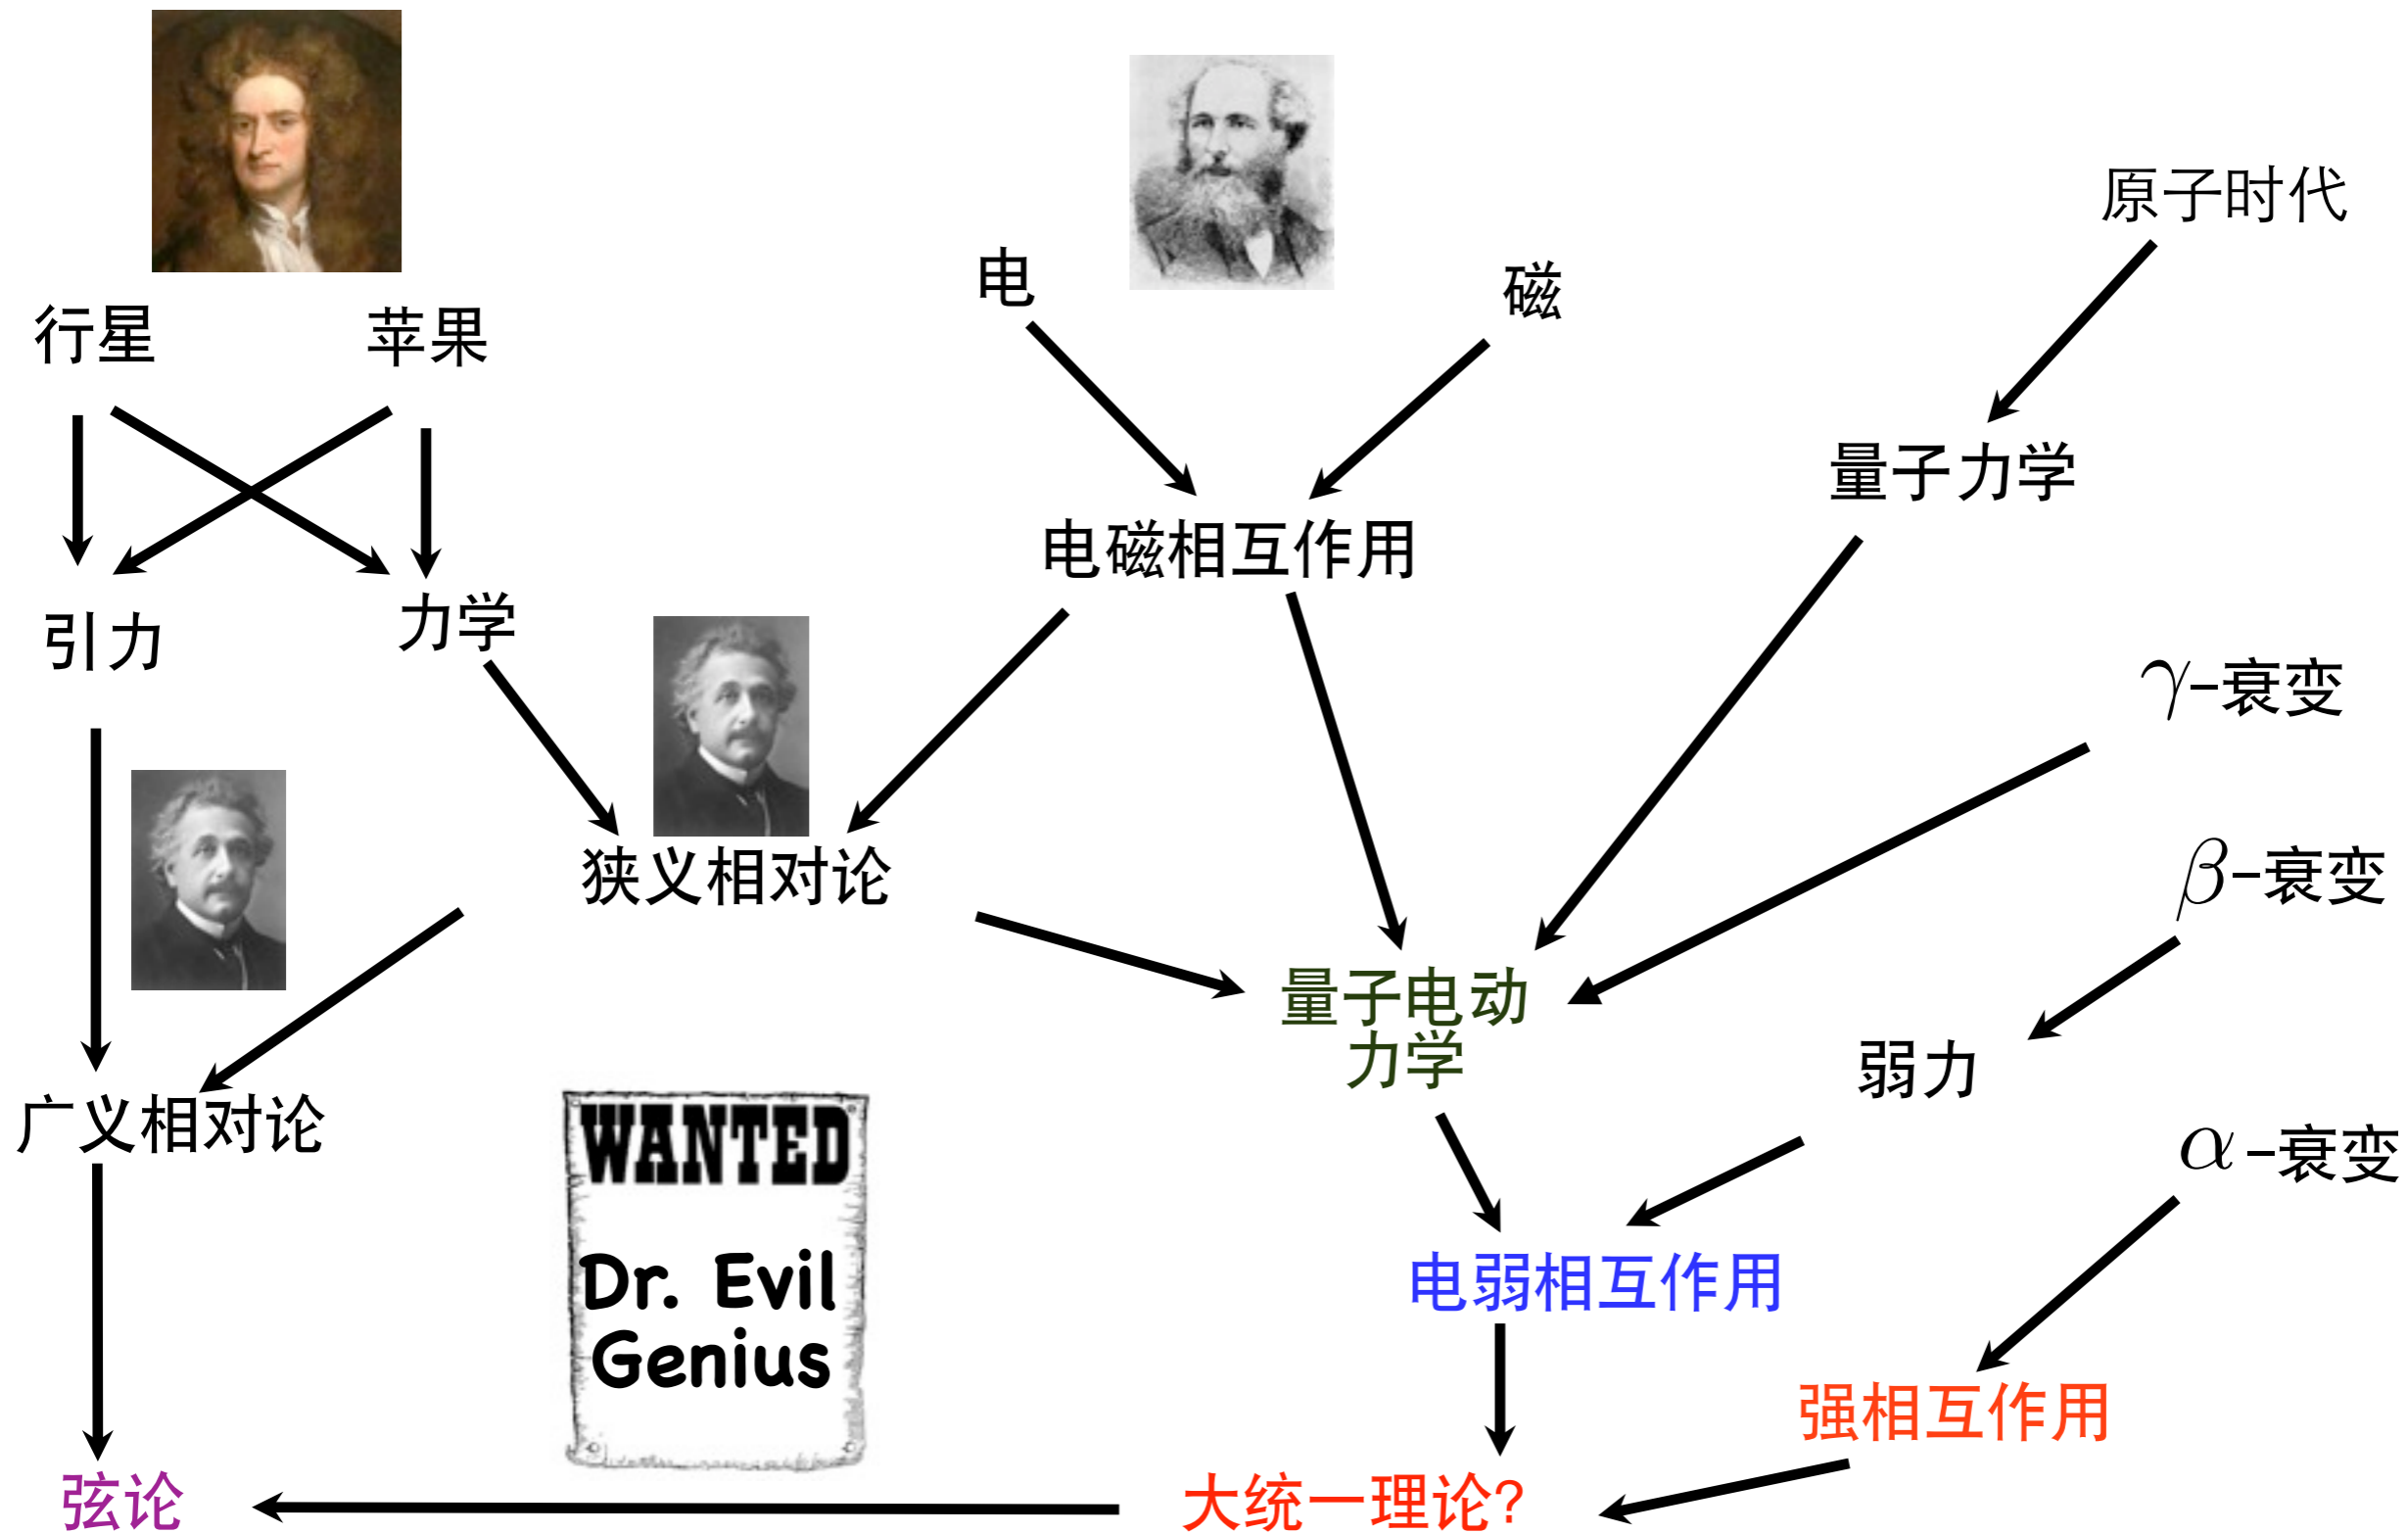 原子时代
电
磁
行星
苹果
量子力学
电磁相互作用
引力
力学
γ-衰变
狭义相对论
β-衰变
量子电动
力学
弱力
广义相对论
α-衰变
WANTED
Dr. Evil
Genius
电弱相互作用
强相互作用
弦论
大统一理论?